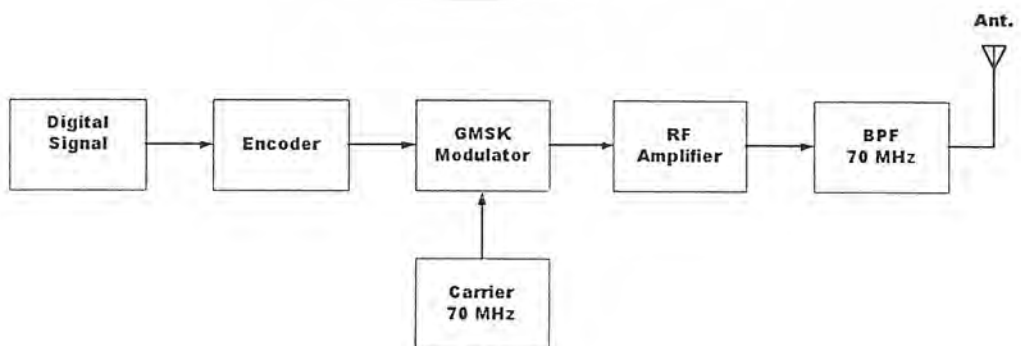 Ant.
Digital
Signal
Encoder
GMSK
Modulator
RF
Amplifier
BPF
70 MHz
Carrier
70 MHz